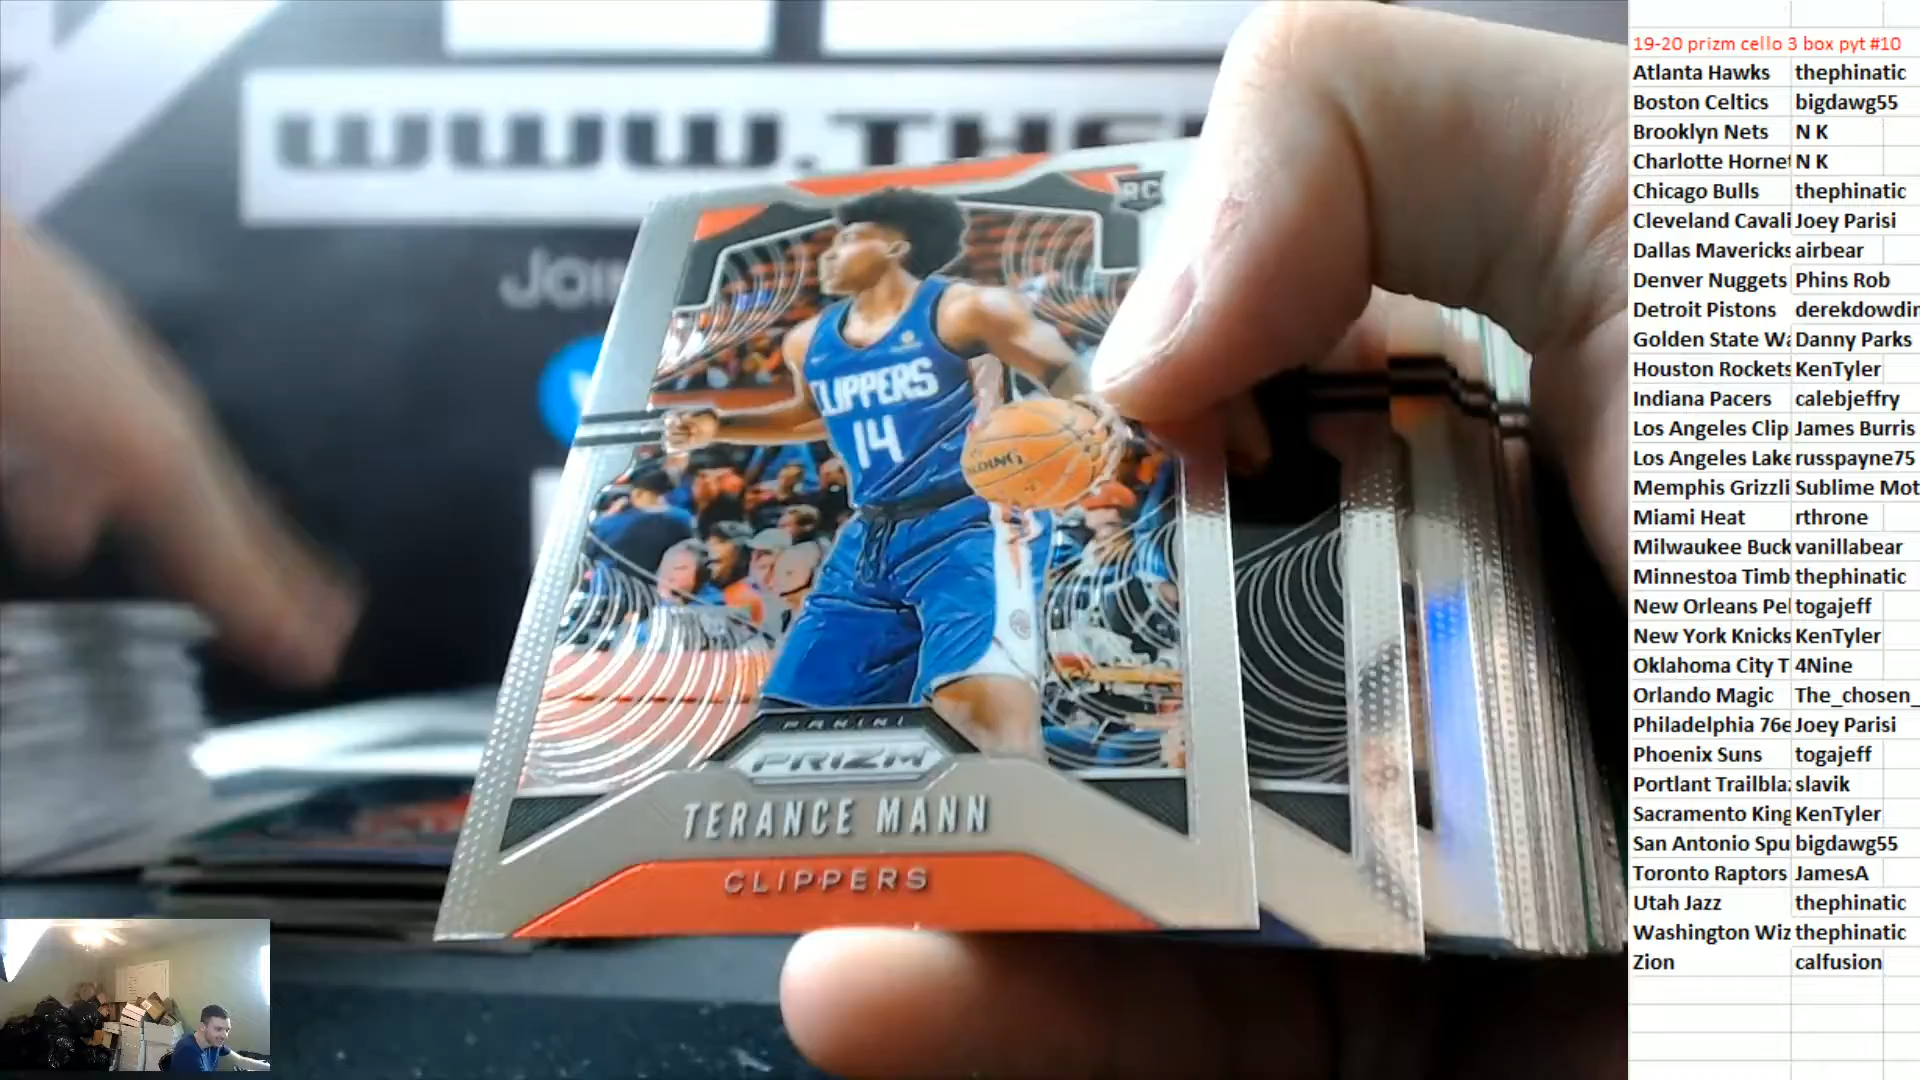 WWW.THE
JOIN
RC
CLIPPERS
14
SPALDING
PANINI
PRIZM
TERANCE MANN
CLIPPERS
19-20 prizm cello 3 box pyt #10
Atlanta Hawks thephinatic
Boston Celtics bigdawg55
Brooklyn Nets N K
Charlotte Hornet N K
Chicago Bulls thephinatic
Cleveland Cavali Joey Parisi
Dallas Mavericks airbear
Denver Nuggets Phins Rob
Detroit Pistons derekdowdin
Golden State Wa Danny Parks
Houston Rockets KenTyler
Indiana Pacers calebjeffry
Los Angeles Clip James Burris
Los Angeles Lake russpayne75
Memphis Grizzli Sublime Mot
Miami Heat rthrone
Milwaukee Buck vanillabear
Minnestoa Timb thephinatic
New Orleans Pel togajeff
New York Knicks KenTyler
Oklahoma City T 4Nine
Orlando Magic The_chosen_
Philadelphia 76e Joey Parisi
Phoenix Suns togajeff
Portlant Trailbla slavik
Sacramento King KenTyler
San Antonio Spu bigdawg55
Toronto Raptors JamesA
Utah Jazz thephinatic
Washington Wiz thephinatic
Zion calfusion